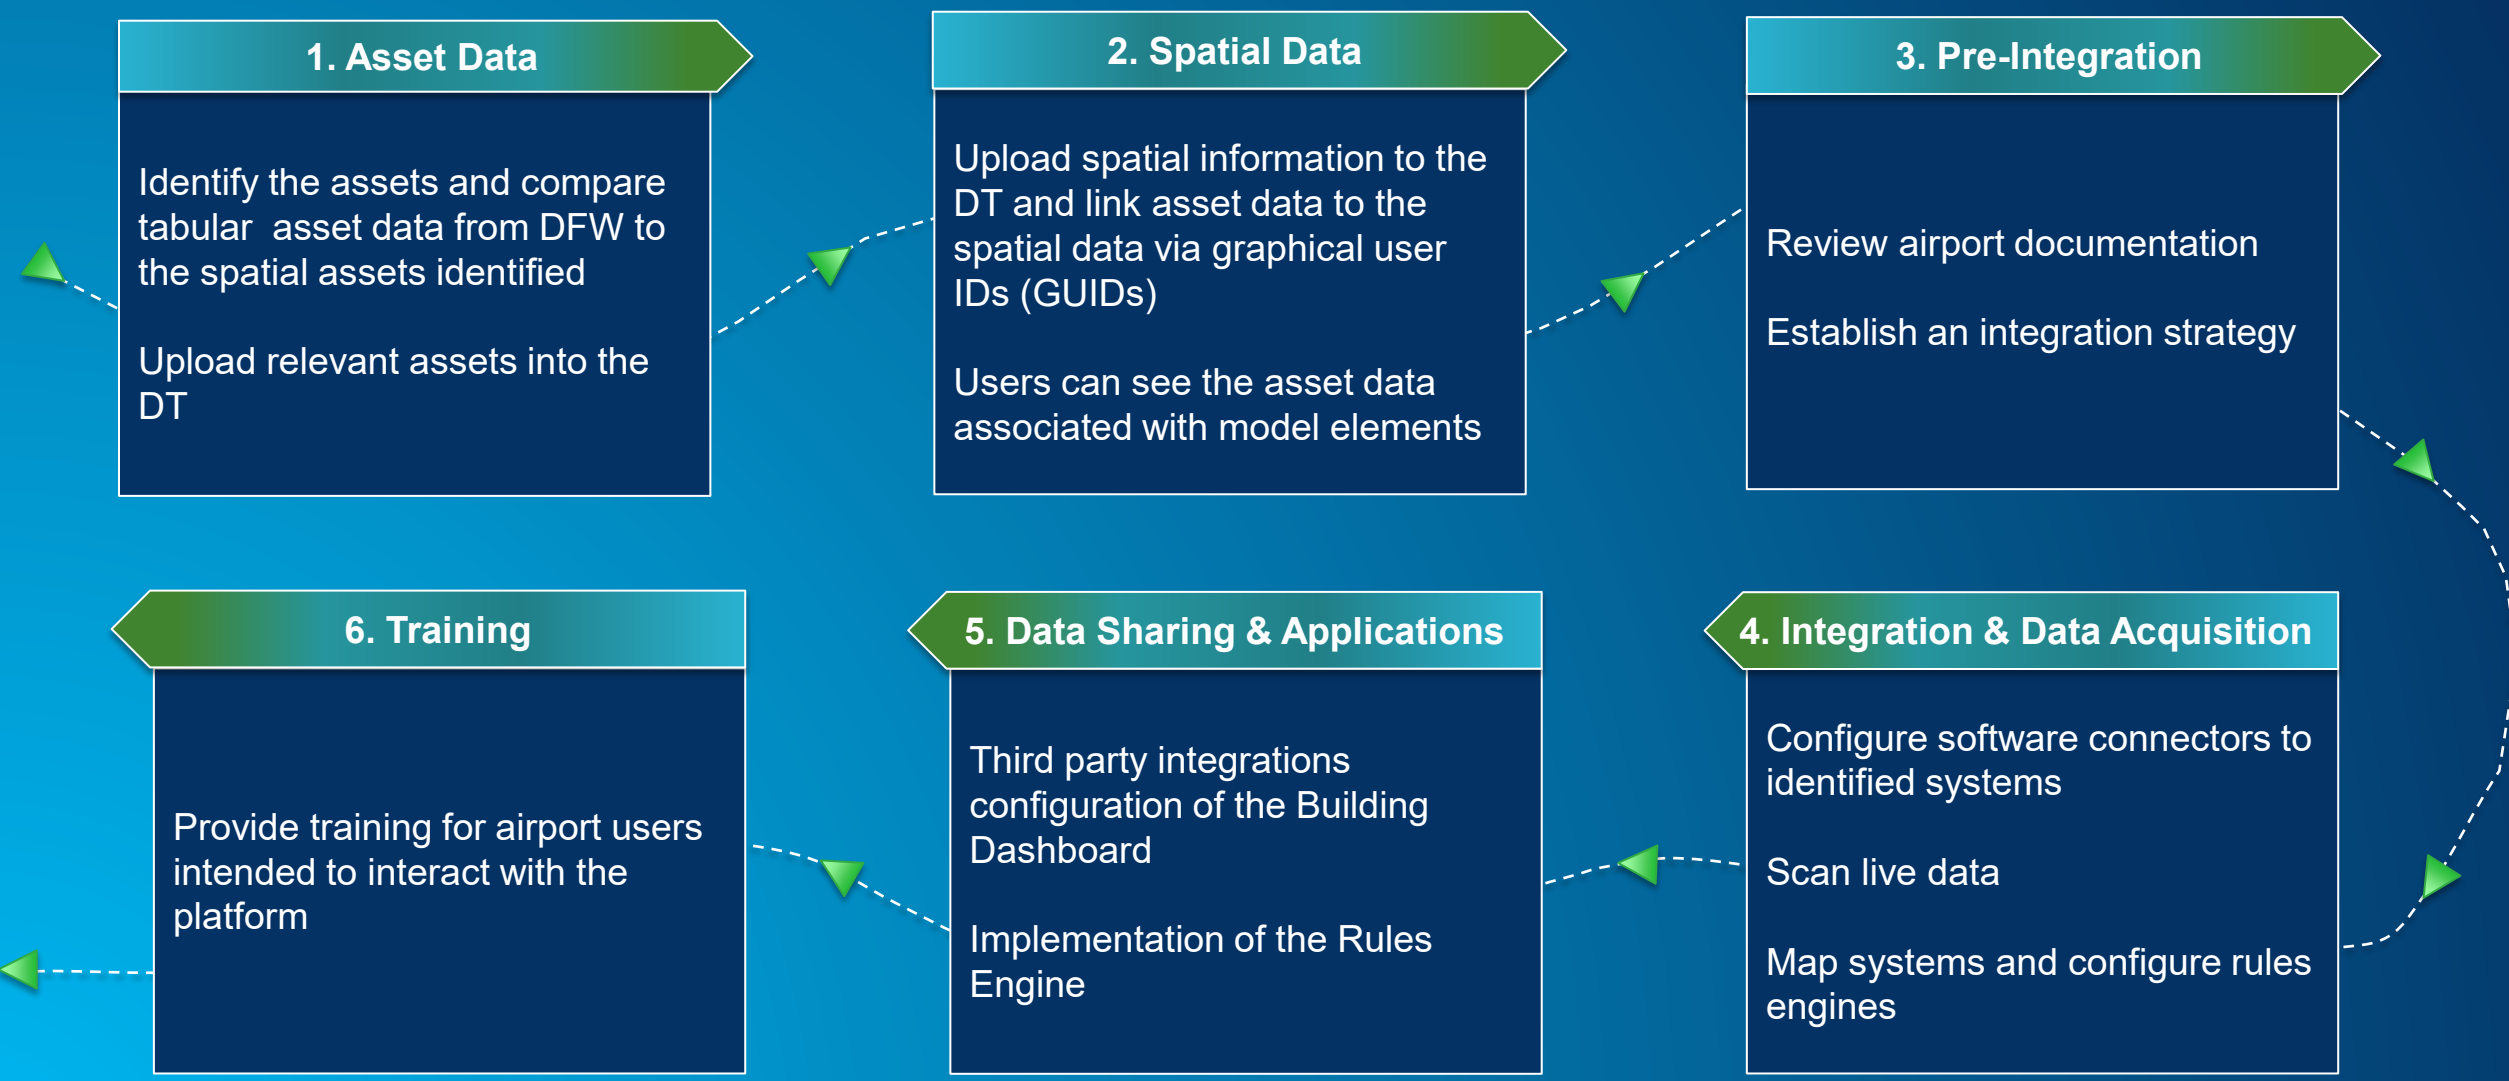 1. Asset Data
Identify the assets and compare
tabular  asset data from DFW to
the spatial assets identified
Upload relevant assets into the
DT
2. Spatial Data
Upload spatial information to the
DT and link asset data to the
spatial data via graphical user
IDs (GUIDs)
Users can see the asset data
associated with model elements
3. Pre-Integration
Review airport documentation
Establish an integration strategy
4. Integration & Data Acquisition
Configure software connectors to
identified systems
Scan live data
Map systems and configure rules
engines
5. Data Sharing & Applications
Third party integrations
configuration of the Building
Dashboard
Implementation of the Rules
Engine
6. Training
Provide training for airport users
intended to interact with the
platform